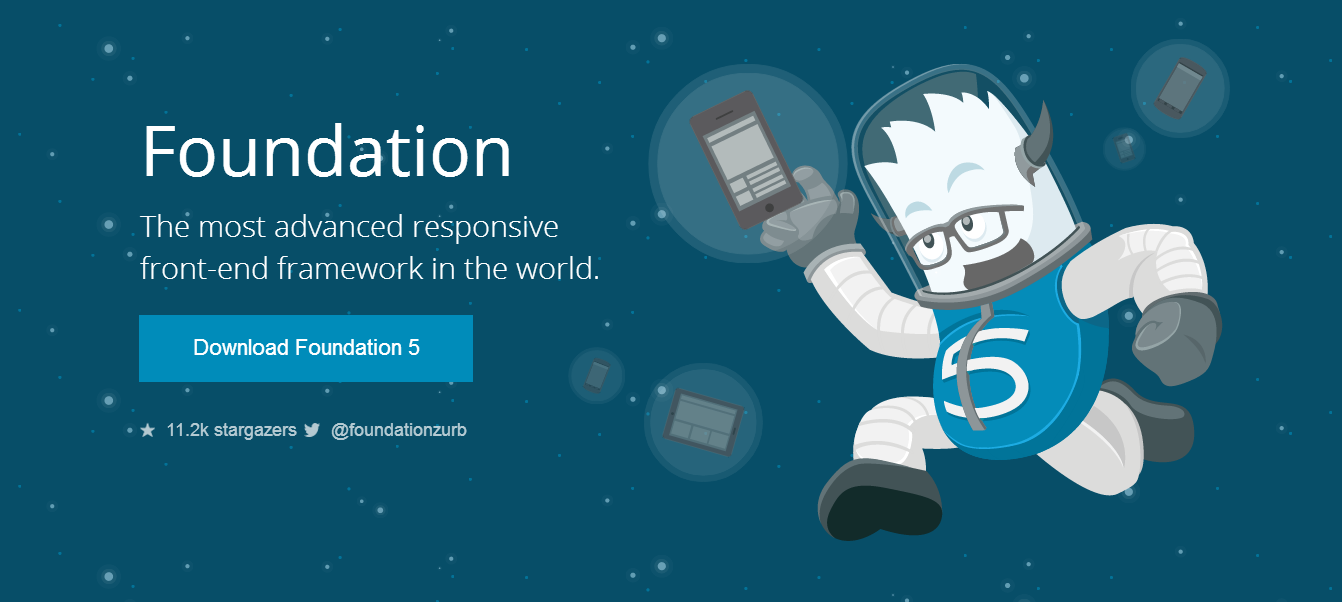 Foundation
The most advanced responsive
front-end framework in the world.
Download Foundation 5
11.2k stargazers @foundationzurb
5